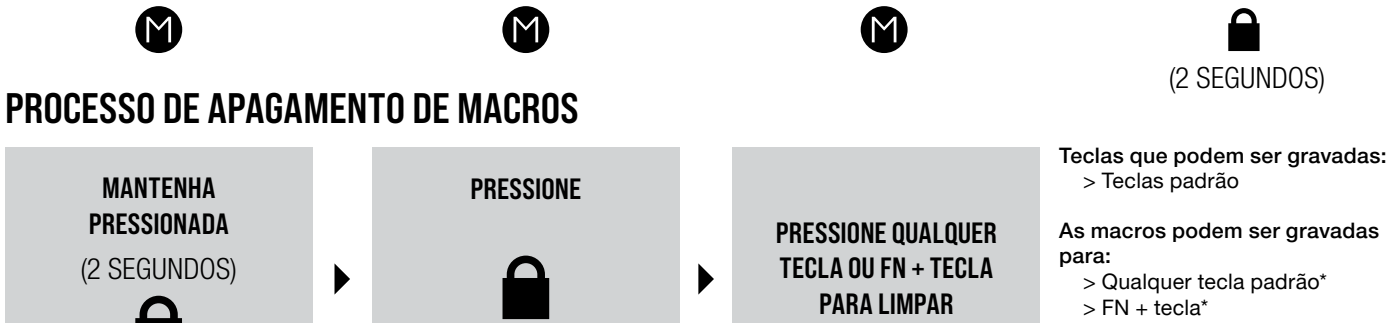 M
M
M
(2 SEGUNDOS)
PROCESSO DE APAGAMENTO DE MACROS
MANTENHA
PRESSIONADA
(2 SEGUNDOS)
PRESSIONE
PRESSIONE QUALQUER
TECLA OU FN + TECLA
PARA LIMPAR
Teclas que podem ser gravadas:
> Teclas padrão
As macros podem ser gravadas
para:
> Qualquer tecla padrão*
> FN + tecla*